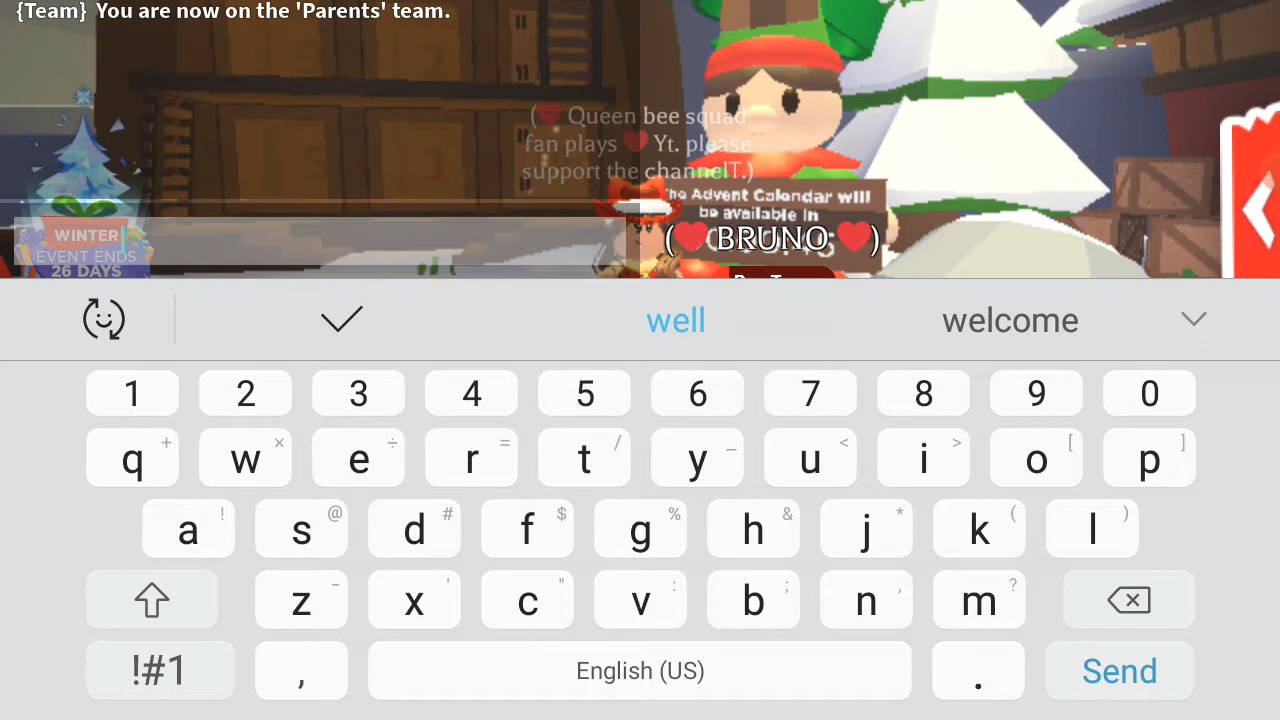 {Team} You are now on the 'Parents' team.
(❤ Queen bee squad
fan plays ❤ Yt. please
support the channelT.)
The Advent Calendar will
be available in
(❤ BRUNO ❤)
WINTER
EVENT ENDS
26 DAYS
well welcome
1 2 3 4 5 6 7 8 9 0
q + w × e ÷ r = t / y _ u < i > o [ p ]
a ! s @ d # f $ g % h & j * k ( l )
z - x ' c " v : b ; n , m ?
!#1 , English (US) . Send